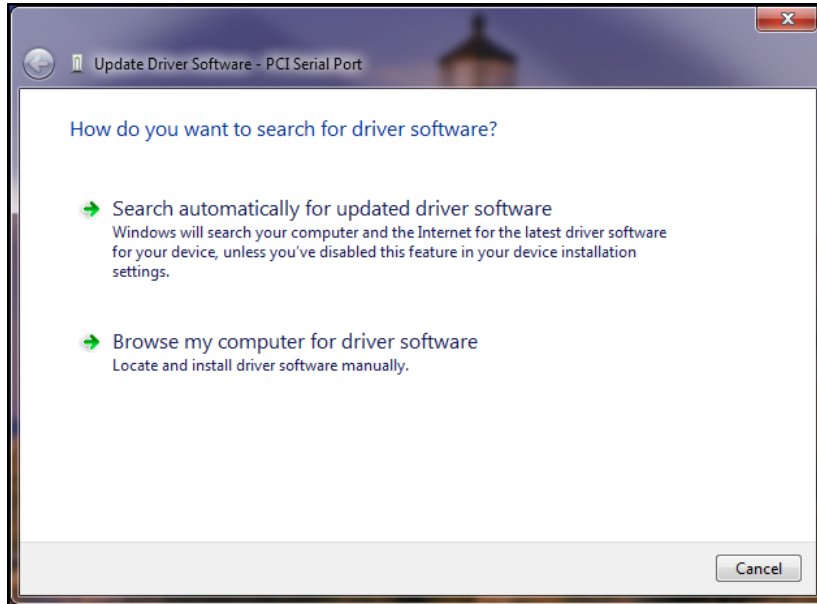 Update Driver Software - PCI Serial Port
How do you want to search for driver software?
Search automatically for updated driver software
Windows will search your computer and the Internet for the latest driver software
for your device, unless you've disabled this feature in your device installation
settings.
Browse my computer for driver software
Locate and install driver software manually.
Cancel